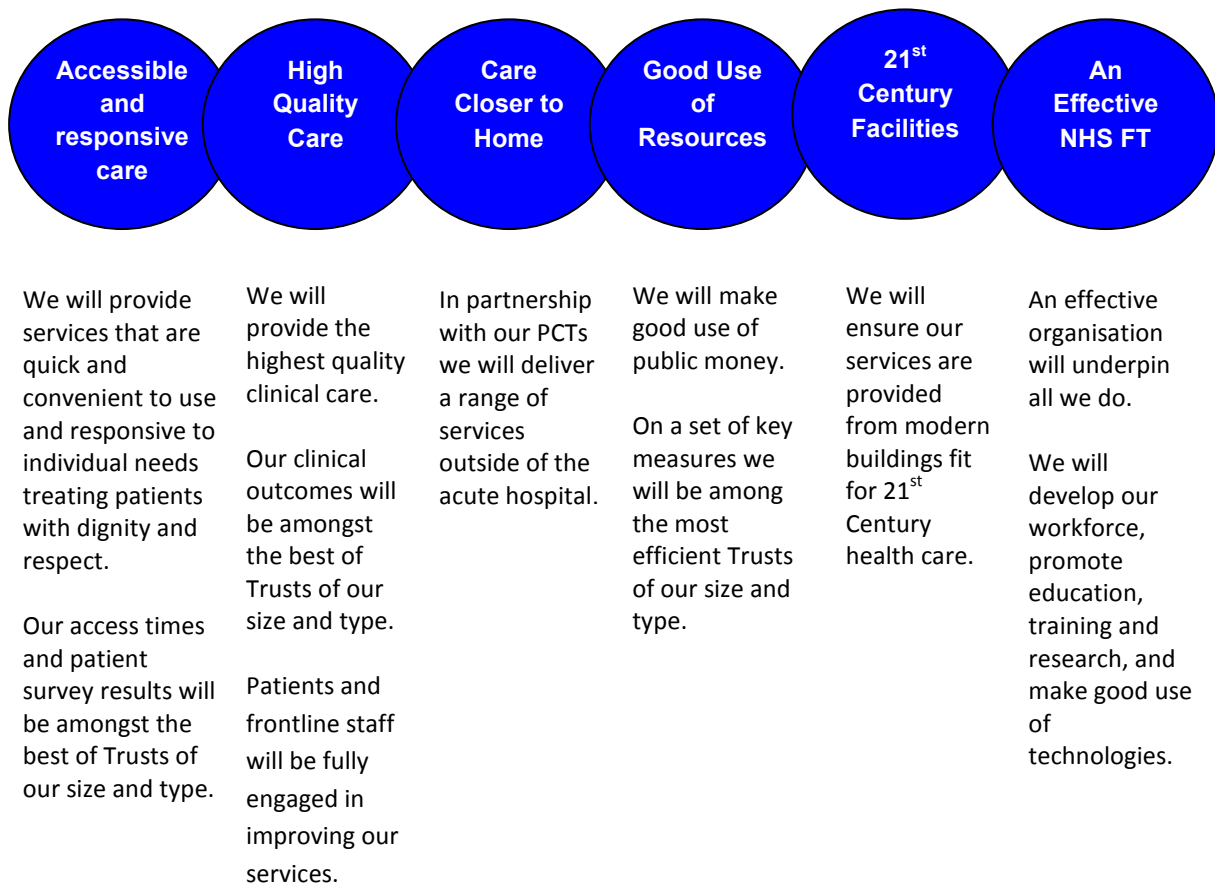 Accessible
and
responsive
care
High
Quality
Care
Care
Closer to
Home
Good Use
of
Resources
21st
Century
Facilities
An
Effective
NHS FT
We will provide
services that are
quick and
convenient to use
and responsive to
individual needs
treating patients
with dignity and
respect.
Our access times
and patient
survey results will
be amongst the
best of Trusts of
our size and type.
We will
provide the
highest quality
clinical care.
Our clinical
outcomes will
be amongst
the best of
Trusts of our
size and type.
Patients and
frontline staff
will be fully
engaged in
improving our
services.
In partnership
with our PCTs
we will deliver
a range of
services
outside of the
acute hospital.
We will make
good use of
public money.
On a set of key
measures we
will be among
the most
efficient Trusts
of our size and
type.
We will
ensure our
services are
provided
from modern
buildings fit
for 21st
Century
health care.
An effective
organisation
will underpin
all we do.
We will
develop our
workforce,
promote
education,
training and
research, and
make good use
of
technologies.